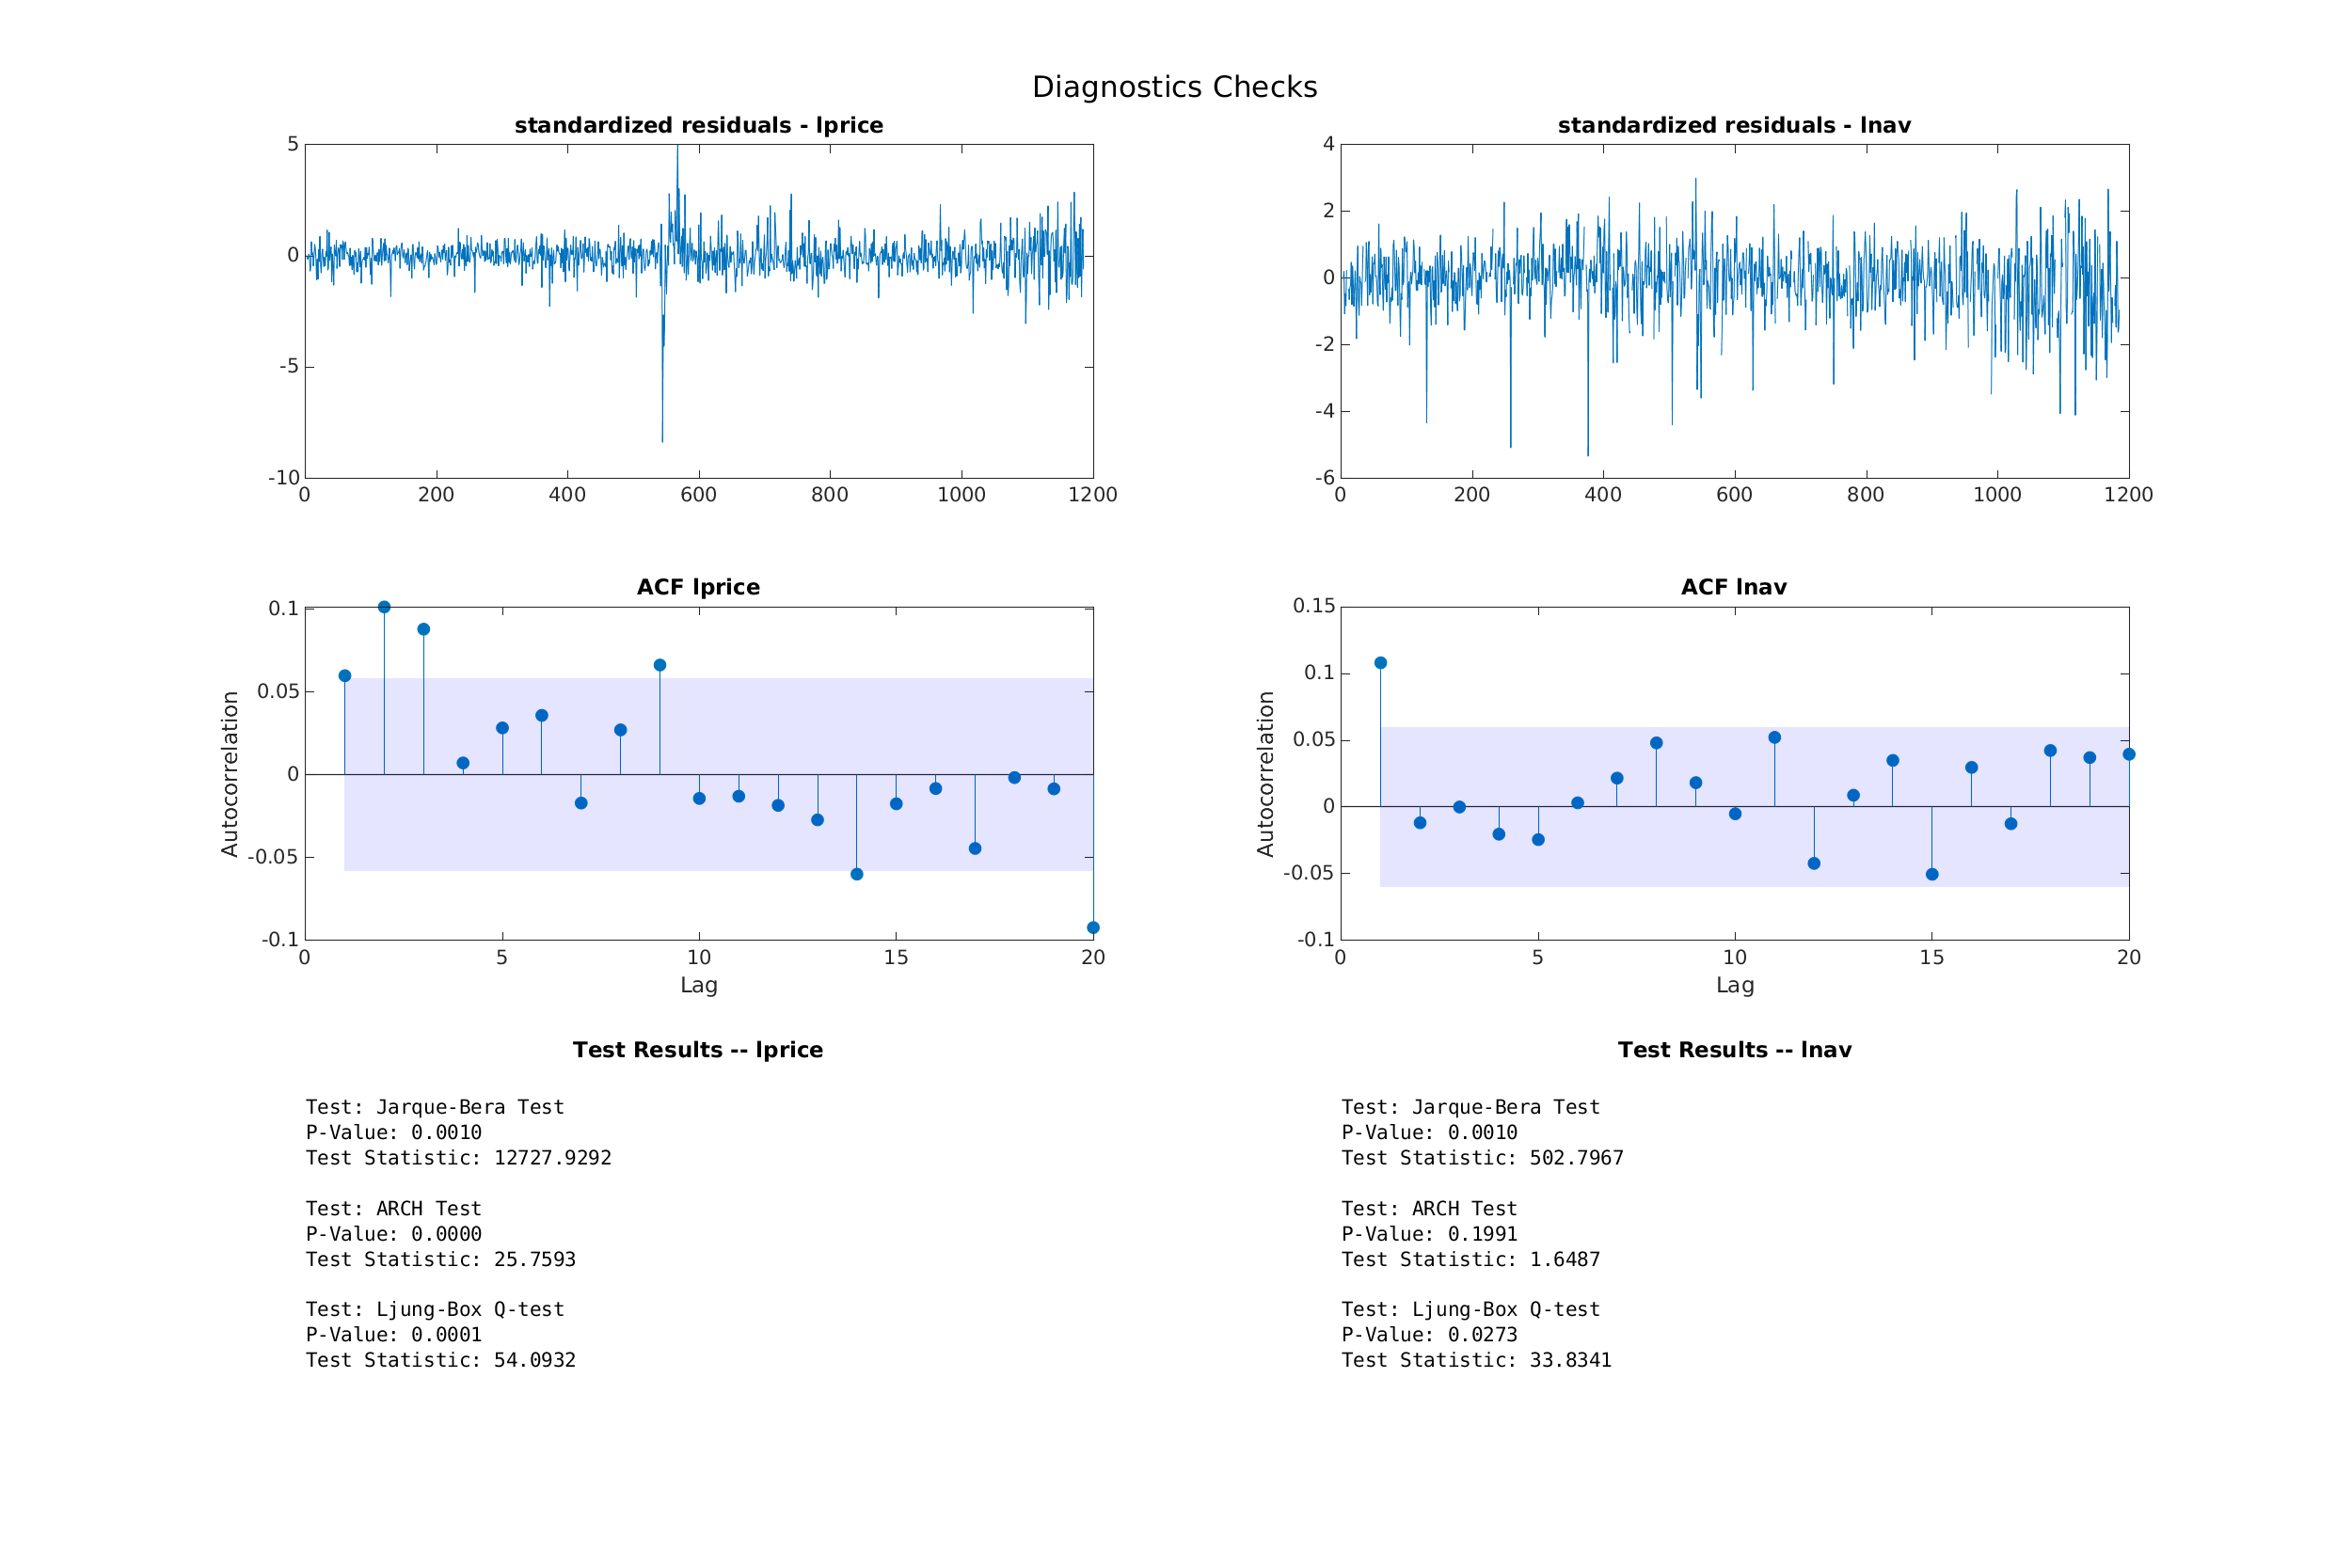 Diagnostics Checks
standardized residuals - lprice
5
0
-5
-10
0 200 400 600 800 1000 1200
standardized residuals - lnav
4
2
0
-2
-4
-6
0 200 400 600 800 1000 1200
ACF lprice
Autocorrelation
0.1
0.05
0
-0.05
-0.1
0 5 10 15 20
Lag
ACF lnav
Autocorrelation
0.15
0.1
0.05
0
-0.05
-0.1
0 5 10 15 20
Lag
Test Results -- lprice
Test: Jarque-Bera Test
P-Value: 0.0010
Test Statistic: 12727.9292
Test: ARCH Test
P-Value: 0.0000
Test Statistic: 25.7593
Test: Ljung-Box Q-test
P-Value: 0.0001
Test Statistic: 54.0932
Test Results -- lnav
Test: Jarque-Bera Test
P-Value: 0.0010
Test Statistic: 502.7967
Test: ARCH Test
P-Value: 0.1991
Test Statistic: 1.6487
Test: Ljung-Box Q-test
P-Value: 0.0273
Test Statistic: 33.8341